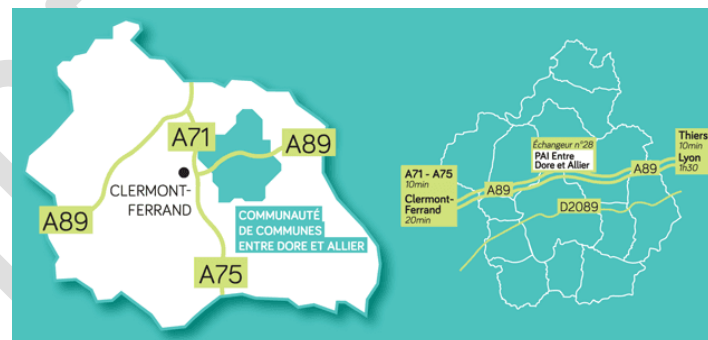 A71
A89
CLERMONT-
FERRAND
A89
COMMUNAUTÉ
DE COMMUNES
ENTRE DORE ET ALLIER
A75
Échangeur n°28
PAI Entre
Dore et Allier
Thiers
10min
Lyon
1h30
A71 - A75
10min
Clermont-
Ferrand
20min
A89
A89
D2089